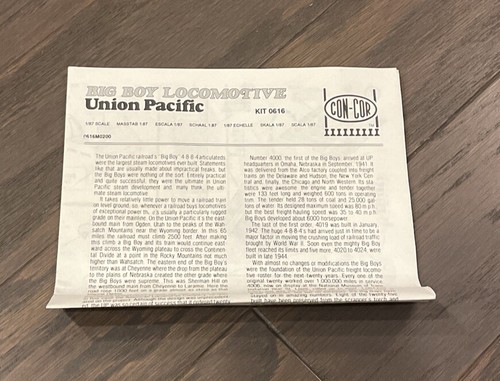 BIG BOY LOCOMOTIVE
Union Pacific
KIT 0616
CON-COR
1/87 SCALE MASSTAB 1/87 ESCALA 1/87 SCHAAL 1/87 1/87 ECHELLE SKALA 1/87 SCALA 1/87
P616M0200
The Union Pacific railroad's "Big Boy" 4-8-8-4 articulateds
were the largest steam locomotives ever built. Statements
like that are usually made about impractical freaks, but
the Big Boys were nothing of the sort. Entirely practical
and quite successful, they were the ultimate in Union
Pacific steam development and many think, the ulti-
mate steam locomotive.
It takes relatively little power to move a railroad train
on level ground, so, whenever a railroad buys locomotives
of exceptional power, usually a particularly rugged
grade on their mainline. On the Union Pacific it's the east-
bound main from Ogden, Utah to the peaks of the Wah-
satch Mountains, near Wahsatch, Utah. In 65
miles the railroad must climb 2500 feet. After making
this climb a Big Boy and its train would continue east-
ward across the Wyoming plateau to cross the Continen-
tal Divide at a point in the Rocky Mountains not much
higher than Wahsatch. The eastern end of the Big Boy's
territory was at Cheyenne where the drop from the plateau
to the plains of Nebraska created the other grade where
the Big Boys were supreme. This was Sherman Hill on
the westbound main from Cheyenne to Laramie. Here the
Number 4000, the first of the Big Boys, arrived at UP
headquarters in Omaha, Nebraska in September, 1941. It
was delivered from the Alco factory coupled into freight
trains on the Delaware and Hudson, the New York Cen-
tral and, finally, the Chicago and North Western. Its sta-
tistics were awesome: the engine and tender together
were 133 feet long and weighed 600 tons in operating
trim. The tender held 28 tons of coal and 25,000 gal-
lons of water. Its designed maximum speed was 80 m.p.h.
but the best freight hauling speed was 35 to 40 m.p.h.
Big Boys developed about 6000 horsepower.
The last of the first order, 4019 was built in January,
1942. The huge 4-8-8-4's had arrived just in time to be a
major factor in moving the crushing load of railroad traffic
brought by World War II. Soon even the mighty Big Boy
fleet reached its limits and five more, 4020 to 4024, were
built in late 1944.
With almost no changes or modifications the Big Boys
were the foundation of the Union Pacific freight locomo-
tive roster for the next twenty years. Every one of the
original twenty worked over 1,000,000 miles in service.